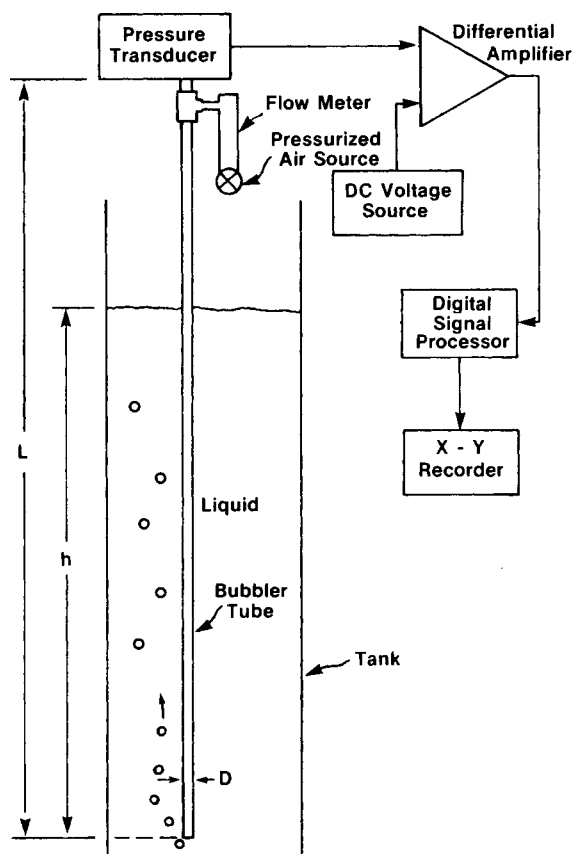 Pressure
Transducer
Differential
Amplifier
Flow Meter
Pressurized
Air Source
DC Voltage
Source
Digital
Signal
Processor
X - Y
Recorder
L
h
Liquid
Bubbler
Tube
Tank
D